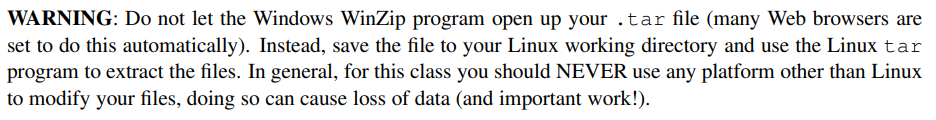 WARNING: Do not let the Windows WinZip program open up your .tar file (many Web browsers are
set to do this automatically). Instead, save the file to your Linux working directory and use the Linux tar
program to extract the files. In general, for this class you should NEVER use any platform other than Linux
to modify your files, doing so can cause loss of data (and important work!).